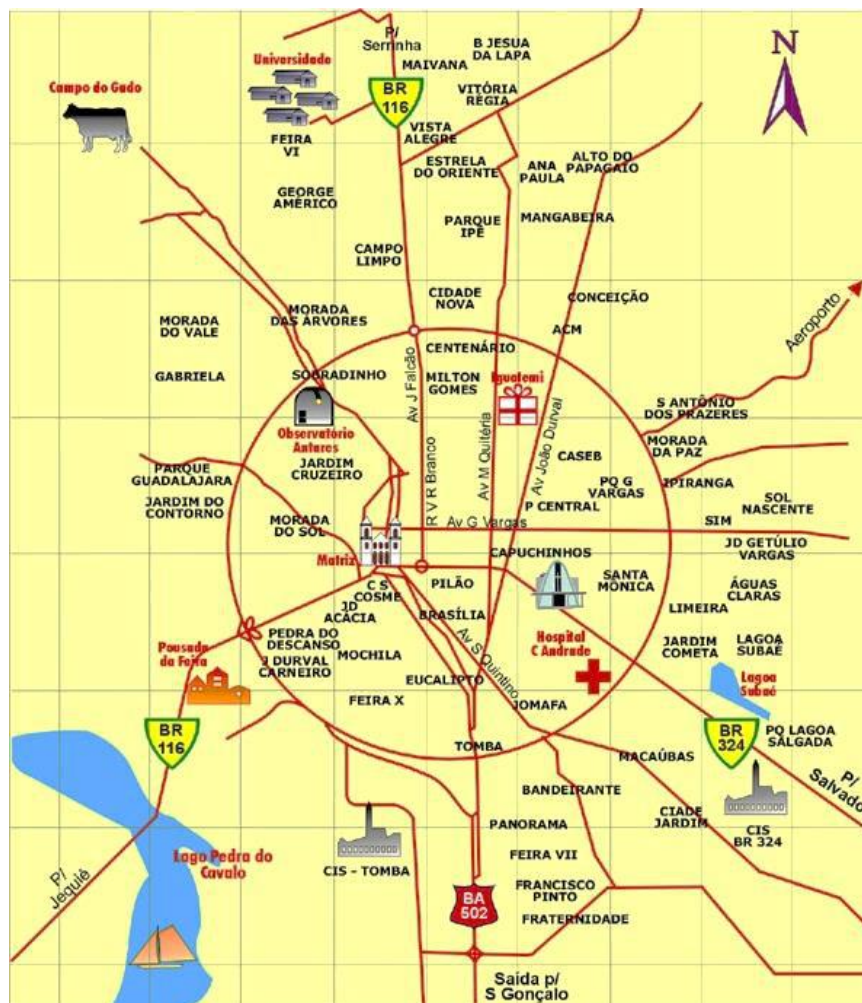 P/
Serrinha
B JESUA
DA LAPA
Universidade
MAIVANA
N
Campo do Gado
BR
116
VITÓRIA
RÉGIA
VISTA
ALEGRE
FEIRA
VI
ESTRELA
DO ORIENTE
ANA
PAULA
ALTO DO
PAPAGAIO
GEORGE
AMÉRICO
PARQUE
IPÊ
MANGABEIRA
CAMPO
LIMPO
CIDADE
NOVA
CONCEIÇÃO
MORADA
DAS ÁRVORES
MORADA
DO VALE
ACM
Aeroporto
CENTENÁRIO
GABRIELA
SOBRADINHO
MILTON
GOMES
Iguatemi
Av J Falcão
S ANTÔNIO
DOS PRAZERES
Observatório
Antares
Av M Quitéria
Av João Durval
MORADA
DA PAZ
CASEB
JARDIM
CRUZEIRO
PARQUE
GUADALAJARA
PQ G
VARGAS
IPIRANGA
R V R Branco
JARDIM DO
CONTORNO
P CENTRAL
SOL
NASCENTE
MORADA
DO SOL
Av G Vargas
SIM
JD GETÚLIO
VARGAS
Matriz
CAPUCHINHOS
C S
COSME
PILÃO
SANTA
MÔNICA
ÁGUAS
CLARAS
JD
ACÁCIA
BRASÍLIA
LIMEIRA
PEDRA DO
DESCANSO
Av S Quintino
Hospital
C Andrade
JARDIM
COMETA
LAGOA
SUBAÉ
Pousada
da Feira
J DURVAL
CARNEIRO
MOCHILA
EUCALIPTO
Lagoa
Subaé
FEIRA X
JOMAFA
BR
116
TOMBA
BR
324
PQ LAGOA
SALGADA
MACAÚBAS
P/
Salvado
BANDEIRANTE
PANORAMA
CIADE
JARDIM
CIS
BR 324
Lago Pedra do
Cavalo
CIS - TOMBA
FEIRA VII
P/
Jequié
BA
502
FRANCISCO
PINTO
FRATERNIDADE
Saída p/
S Gonçalo